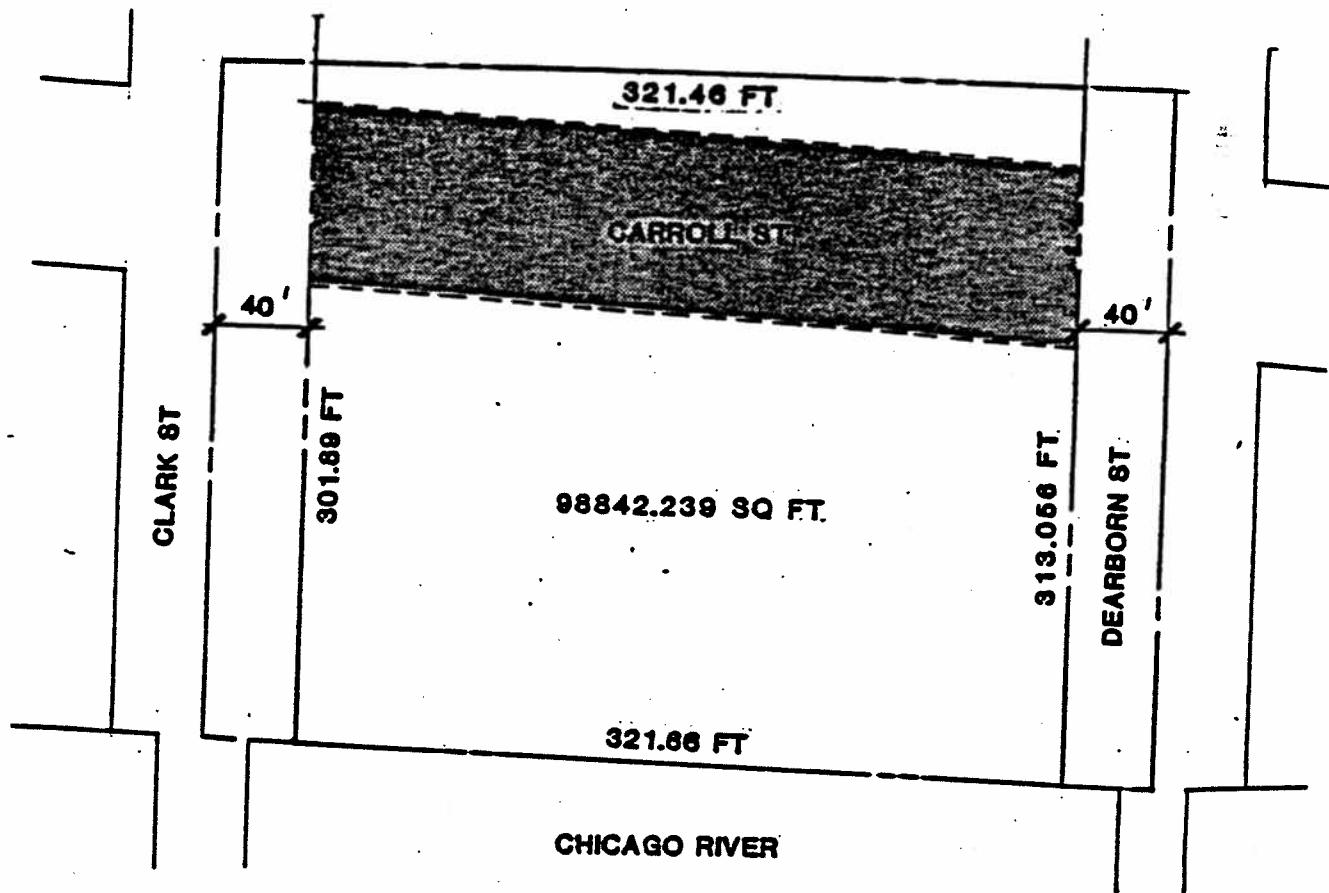 321.46 FT
CARROLL ST
40'
40'
CLARK ST
301.89 FT
98842.239 SQ FT.
313.056 FT.
DEARBORN ST.
321.66 FT
CHICAGO RIVER